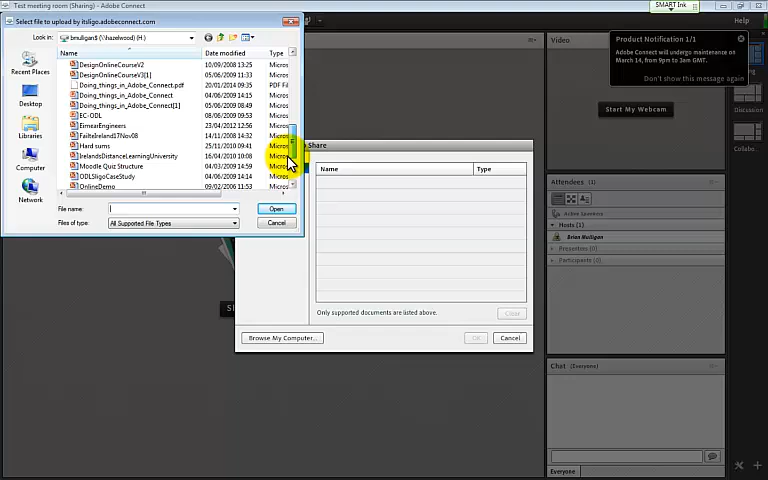 Test meeting room (Sharing) - Adobe Connect
SMART Ink
Help
Select file to upload by itsligo.adobeconnect.com
Look in: bmulligan$ (\\hazelwood) (H:)
Name Date modified Type
DesignOnlineCourseV2 10/09/2008 13:25 Micros
DesignOnlineCourseV3[1] 05/06/2009 11:33 Micros
Doing_things_in_Adobe_Connect.pdf 20/01/2014 09:35 PDF Fil
Doing_things_in_Adobe_Connect 04/06/2009 14:15 Micros
Doing_things_in_Adobe_Connect[1] 05/06/2009 Micros
EC-ODL 08/06/2009 09:53 Micros
EimearEngineers 23/04/2012 12:56 Micros
FailteIreland17Nov08 14/11/2008 14:32 Micros
Hard sums 25/11/2010 09:41 Micros
IrelandsDistanceLearningUniversity 16/04/2010 10:08 Micros
Moodle Quiz Structure 04/03/2009 14:59 Micros
ODLSligoCaseStudy 05/06/2009 14:14 Micros
OnlineDemo 09/02/2006 11:53 Micros
Recent Places
Desktop
Libraries
Computer
Network
File name:
Open
Files of type: All Supported File Types
Cancel
Share
Name Type
Only supported documents are listed above.
Clear
Browse My Computer...
OK
Cancel
Video
Product Notification 1/1
Adobe Connect will undergo maintenance on
March 14, from 9pm to 3am GMT.
Don't show this message again
Start My Webcam
Discussion
Collabo..
Attendees (1)
Active Speakers
Hosts (1)
Brian Mulligan
Presenters (0)
Participants (0)
Chat (Everyone)
Everyone